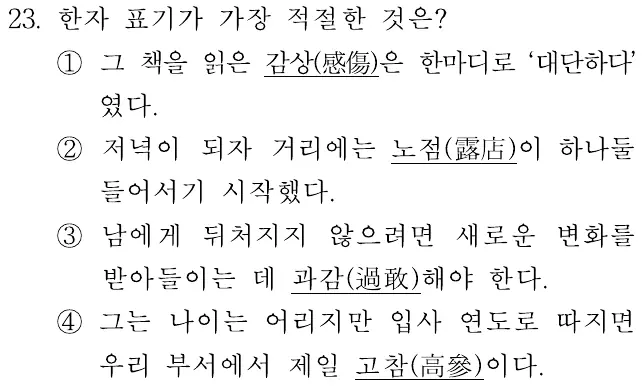 23. 한자 표기가 가장 적절한 것은?
① 그 책을 읽은 감상(感傷)은 한마디로 ‘대단하다’
였다.
② 저녁이 되자 거리에는 노점(露店)이 하나둘
들어서기 시작했다.
③ 남에게 뒤처지지 않으려면 새로운 변화를
받아들이는 데 과감(過敢)해야 한다.
④ 그는 나이는 어리지만 입사 연도로 따지면
우리 부서에서 제일 고참(高參)이다.